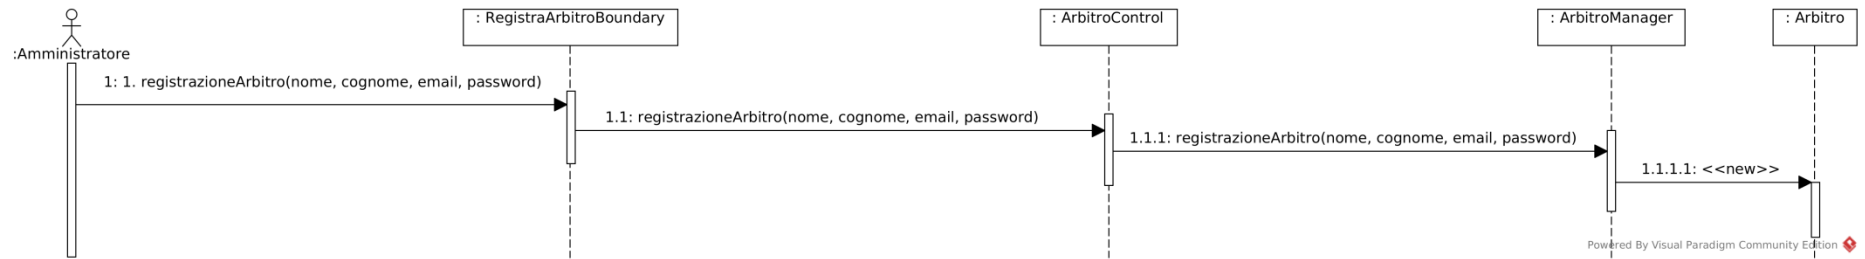 : RegistraArbitroBoundary
: ArbitroControl
: ArbitroManager
: Arbitro
:Amministratore
1: 1. registrazioneArbitro(nome, cognome, email, password)
1.1: registrazioneArbitro(nome, cognome, email, password)
1.1.1: registrazioneArbitro(nome, cognome, email, password)
1.1.1.1: <<new>>
Powered By Visual Paradigm Community Edition